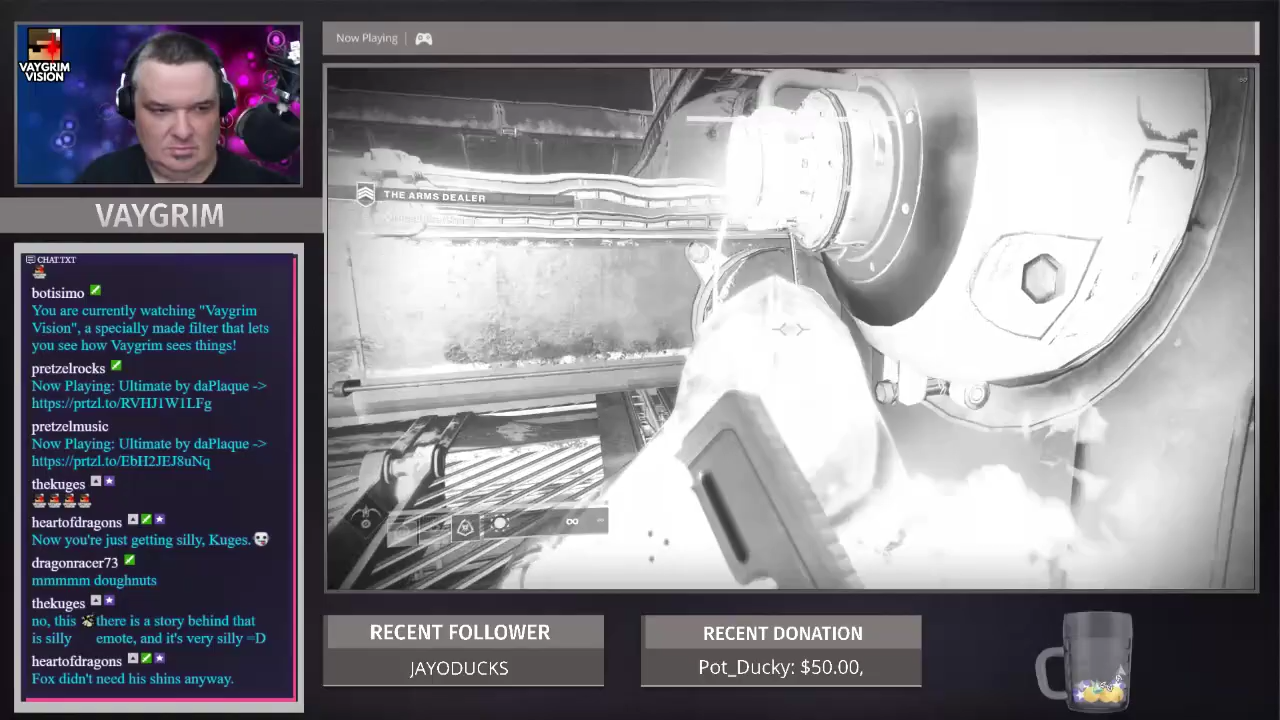 VAYGRIM
VISION
Now Playing
VAYGRIM
CHAT.TXT
botisimo
You are currently watching "Vaygrim
Vision", a specially made filter that lets
you see how Vaygrim sees things!
pretzelrocks
Now Playing: Ultimate by daPlaque ->
https://prtzl.to/RVHJ1W1LFg
pretzelmusic
Now Playing: Ultimate by daPlaque ->
https://prtzl.to/EbH2JEJ8uNq
thekuges
heartofdragons
Now you're just getting silly, Kuges.
dragonracer73
mmmmm doughnuts
thekuges
no, this there is a story behind that
is silly emote, and it's very silly =D
heartofdragons
Fox didn't need his shins anyway.
THE ARMS DEALER
∞
RECENT FOLLOWER
JAYODUCKS
RECENT DONATION
Pot_Ducky: $50.00,